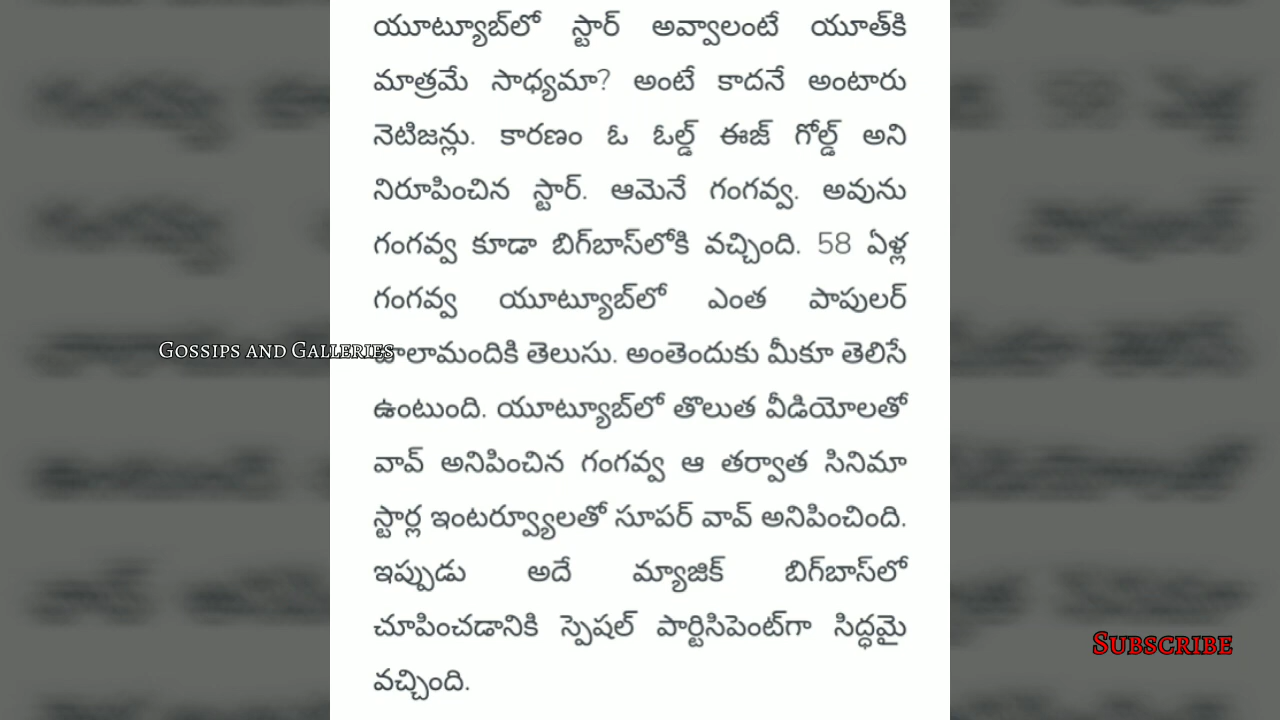 యూట్యూబ్‌లో స్టార్ అవ్వాలంటే యూత్‌కి
మాత్రమే సాధ్యమా? అంటే కాదనే అంటారు
నెటిజన్లు. కారణం ఓ ఓల్డ్ ఈజ్ గోల్డ్ అని
నిరూపించిన స్టార్. ఆమెనే గంగవ్వ. అవును
గంగవ్వ కూడా బిగ్‌బాస్‌లోకి వచ్చింది. 58 ఏళ్ల
గంగవ్వ యూట్యూబ్‌లో ఎంత పాపులర్
తెలుసు. అంతెందుకు మీకూ తెలిసే
ఉంటుంది. యూట్యూబ్‌లో తొలుత వీడియోలతో
వావ్ అనిపించిన గంగవ్వ ఆ తర్వాత సినిమా
స్టార్ల ఇంటర్వ్యూలతో సూపర్ వావ్ అనిపించింది.
ఇప్పుడు అదే మ్యాజిక్ బిగ్‌బాస్‌లో
చూపించడానికి స్పెషల్ పార్టిసిపెంట్‌గా సిద్ధమై
వచ్చింది.
Gossips and Galleries
Subscribe